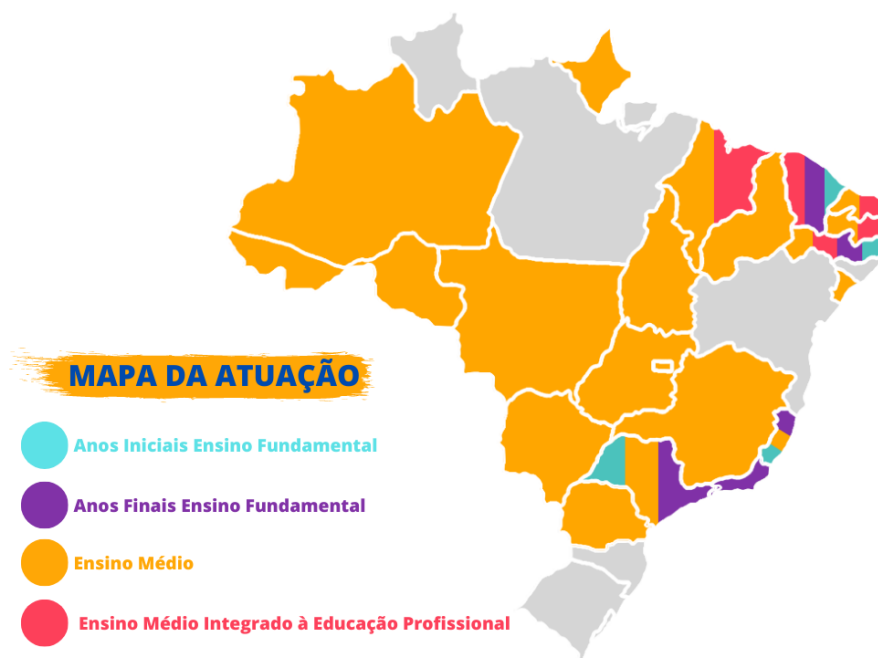 MAPA DA ATUAÇÃO
Anos Iniciais Ensino Fundamental
Anos Finais Ensino Fundamental
Ensino Médio
Ensino Médio Integrado à Educação Profissional